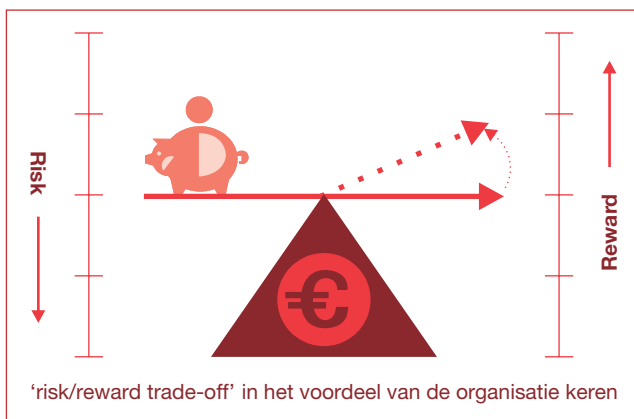 Risk
Reward
€
'risk/reward trade-off' in het voordeel van de organisatie keren